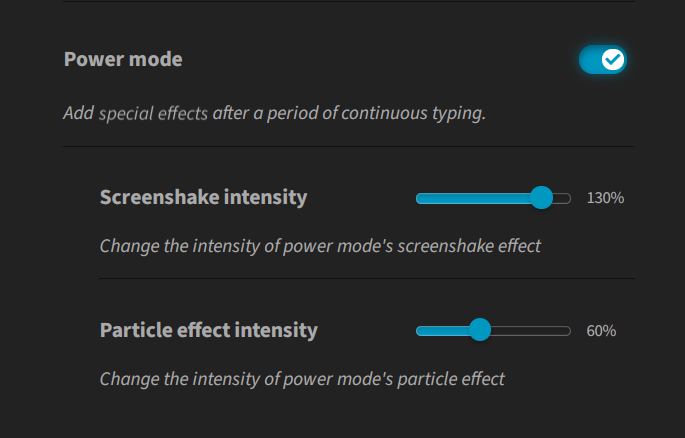 Power mode
Add special effects after a period of continuous typing.
Screenshake intensity
130%
Change the intensity of power mode's screenshake effect
Particle effect intensity
60%
Change the intensity of power mode's particle effect